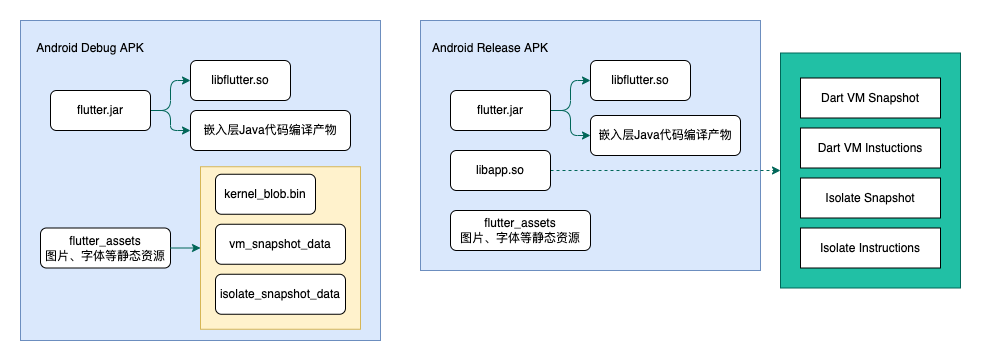 Android Debug APK
flutter.jar
libflutter.so
嵌入层Java代码编译产物
flutter_assets
图片、字体等静态资源
kernel_blob.bin
vm_snapshot_data
isolate_snapshot_data
Android Release APK
flutter.jar
libflutter.so
嵌入层Java代码编译产物
libapp.so
flutter_assets
图片、字体等静态资源
Dart VM Snapshot
Dart VM Instuctions
Isolate Snapshot
Isolate Instructions